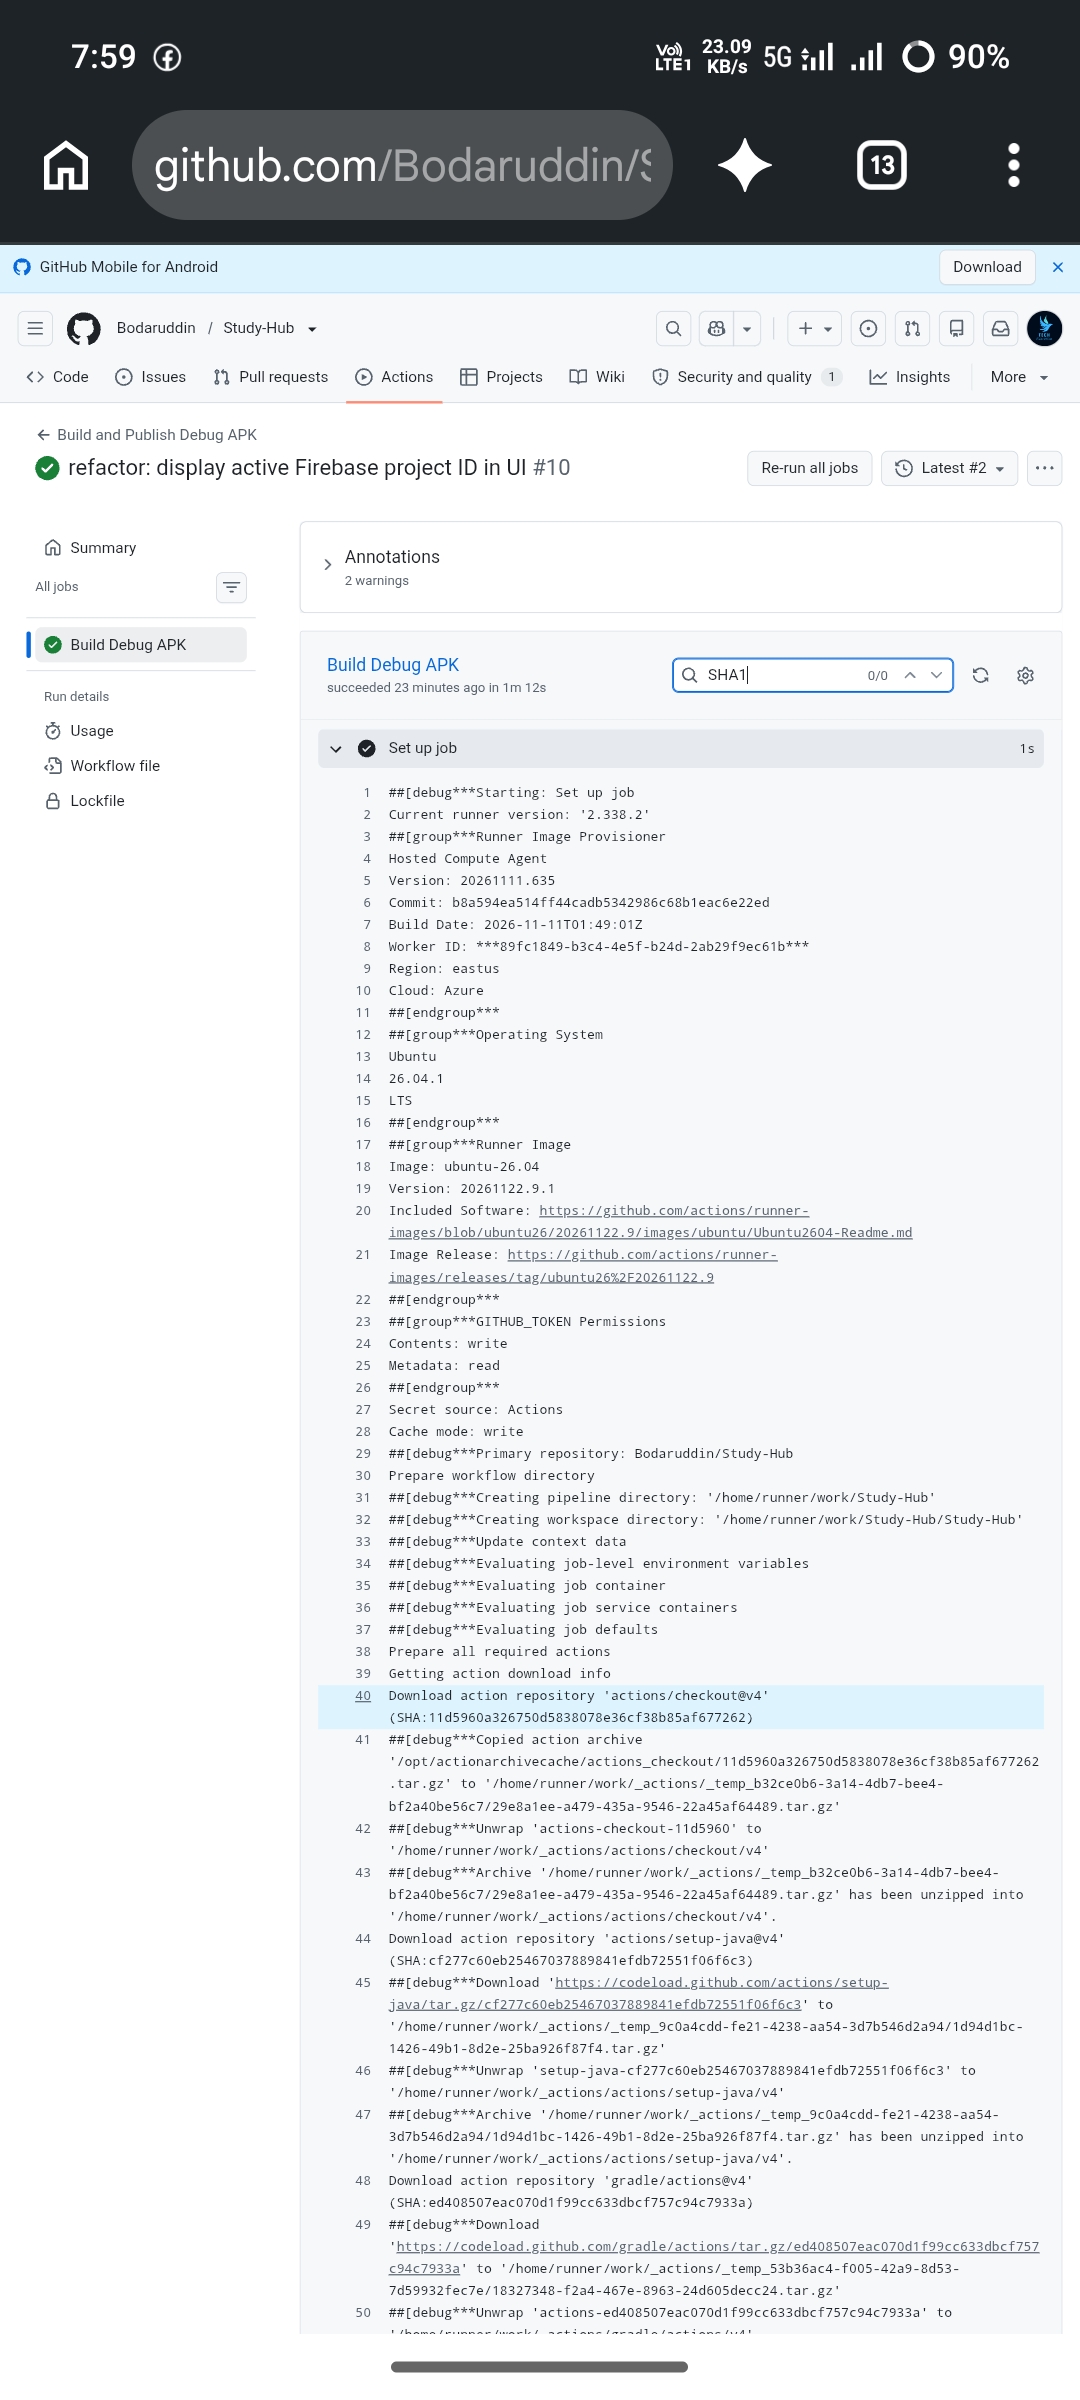 7:59
Vo)) LTE1
23.09 KB/s
5G
90%
github.com/Bodaruddin/S
13
GitHub Mobile for Android
Download
Bodaruddin / Study-Hub
Code
Issues
Pull requests
Actions
Projects
Wiki
Security and quality 1
Insights
More
Build and Publish Debug APK
refactor: display active Firebase project ID in UI #10
Re-run all jobs
Latest #2
Summary
All jobs
Build Debug APK
Run details
Usage
Workflow file
Lockfile
Annotations
2 warnings
Build Debug APK
succeeded 23 minutes ago in 1m 12s
SHA1
0/0
Set up job
1s
1 ##[debug***Starting: Set up job
2 Current runner version: '2.338.2'
3 ##[group***Runner Image Provisioner
4 Hosted Compute Agent
5 Version: 20261111.635
6 Commit: b8a594ea514ff44cadb5342986c68b1eac6e22ed
7 Build Date: 2026-11-11T01:49:01Z
8 Worker ID: ***89fc1849-b3c4-4e5f-b24d-2ab29f9ec61b***
9 Region: eastus
10 Cloud: Azure
11 ##[endgroup***
12 ##[group***Operating System
13 Ubuntu
14 26.04.1
15 LTS
16 ##[endgroup***
17 ##[group***Runner Image
18 Image: ubuntu-26.04
19 Version: 20261122.9.1
20 Included Software: https://github.com/actions/runner-
images/blob/ubuntu26/20261122.9/images/ubuntu/Ubuntu2604-Readme.md
21 Image Release: https://github.com/actions/runner-
images/releases/tag/ubuntu26%2F20261122.9
22 ##[endgroup***
23 ##[group***GITHUB_TOKEN Permissions
24 Contents: write
25 Metadata: read
26 ##[endgroup***
27 Secret source: Actions
28 Cache mode: write
29 ##[debug***Primary repository: Bodaruddin/Study-Hub
30 Prepare workflow directory
31 ##[debug***Creating pipeline directory: '/home/runner/work/Study-Hub'
32 ##[debug***Creating workspace directory: '/home/runner/work/Study-Hub/Study-Hub'
33 ##[debug***Update context data
34 ##[debug***Evaluating job-level environment variables
35 ##[debug***Evaluating job container
36 ##[debug***Evaluating job service containers
37 ##[debug***Evaluating job defaults
38 Prepare all required actions
39 Getting action download info
40 Download action repository 'actions/checkout@v4'
(SHA:11d5960a326750d5838078e36cf38b85af677262)
41 ##[debug***Copied action archive
'/opt/actionarchivecache/actions_checkout/11d5960a326750d5838078e36cf38b85af677262
.tar.gz' to '/home/runner/work/_actions/_temp_b32ce0b6-3a14-4db7-bee4-
bf2a40be56c7/29e8a1ee-a479-435a-9546-22a45af64489.tar.gz'
42 ##[debug***Unwrap 'actions-checkout-11d5960' to
'/home/runner/work/_actions/actions/checkout/v4'
43 ##[debug***Archive '/home/runner/work/_actions/_temp_b32ce0b6-3a14-4db7-bee4-
bf2a40be56c7/29e8a1ee-a479-435a-9546-22a45af64489.tar.gz' has been unzipped into
'/home/runner/work/_actions/actions/checkout/v4'.
44 Download action repository 'actions/setup-java@v4'
(SHA:cf277c60eb25467037889841efdb72551f06f6c3)
45 ##[debug***Download 'https://codeload.github.com/actions/setup-
java/tar.gz/cf277c60eb25467037889841efdb72551f06f6c3' to
'/home/runner/work/_actions/_temp_9c0a4cdd-fe21-4238-aa54-3d7b546d2a94/1d94d1bc-
1426-49b1-8d2e-25ba926f87f4.tar.gz'
46 ##[debug***Unwrap 'setup-java-cf277c60eb25467037889841efdb72551f06f6c3' to
'/home/runner/work/_actions/actions/setup-java/v4'
47 ##[debug***Archive '/home/runner/work/_actions/_temp_9c0a4cdd-fe21-4238-aa54-
3d7b546d2a94/1d94d1bc-1426-49b1-8d2e-25ba926f87f4.tar.gz' has been unzipped into
'/home/runner/work/_actions/actions/setup-java/v4'.
48 Download action repository 'gradle/actions@v4'
(SHA:ed408507eac070d1f99cc633dbcf757c94c7933a)
49 ##[debug***Download
'https://codeload.github.com/gradle/actions/tar.gz/ed408507eac070d1f99cc633dbcf757
c94c7933a' to '/home/runner/work/_actions/_temp_53b36ac4-f005-42a9-8d53-
7d59932fec7e/18327348-f2a4-467e-8963-24d605decc24.tar.gz'
50 ##[debug***Unwrap 'actions-ed408507eac070d1f99cc633dbcf757c94c7933a' to
'/home/runner/work/_actions/gradle/actions/v4'